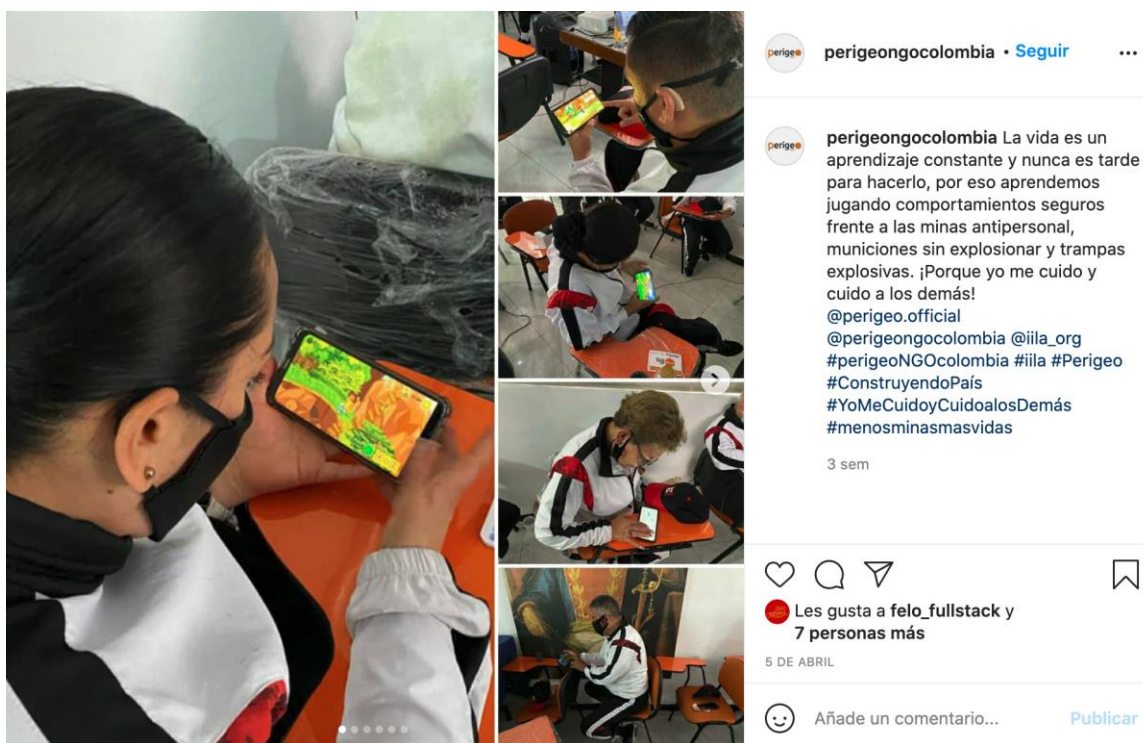 perigeo
perigeongocolombia • Seguir
perigeo
perigeongocolombia La vida es un
aprendizaje constante y nunca es tarde
para hacerlo, por eso aprendemos
jugando comportamientos seguros
frente a las minas antipersonal,
municiones sin explosionar y trampas
explosivas. ¡Porque yo me cuido y
cuido a los demás!
@perigeo.official
@perigeongocolombia @iila_org
#perigeoNGOcolombia #iila #Perigeo
#ConstruyendoPaís
#YoMeCuidoyCuidoalosDemás
#menosminasmasvidas
3 sem
Les gusta a felo_fullstack y
7 personas más
5 DE ABRIL
Añade un comentario...
Publicar